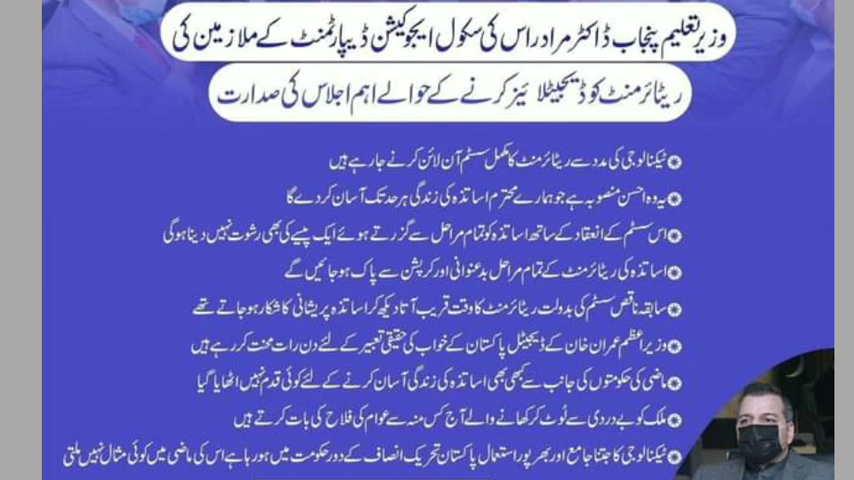 وزیر تعلیم پنجاب ڈاکٹر مراد راس کی سکول ایجوکیشن ڈیپارٹمنٹ کے ملازمین کی
ریٹائرمنٹ کو ڈیجیٹلائیز کرنے کے حوالے اہم اجلاس کی صدارت
ٹیکنالوجی کی مدد سے ریٹائرمنٹ کا مکمل سسٹم آن لائن کرنے جا رہے ہیں
یہ وہ احسن منصوبہ ہے جو ہمارے محترم اساتذہ کی زندگی ہر حد تک آسان کر دے گا
اس سسٹم کے انعقاد کے ساتھ اساتذہ کو تمام مراحل سے گزرتے ہوئے ایک پیسے کی بھی رشوت نہیں دینا ہوگی
اساتذہ کی ریٹائرمنٹ کے تمام مراحل بدعنوانی اور کرپشن سے پاک ہو جائیں گے
سابقہ ناقص سسٹم کی بدولت ریٹائرمنٹ کا وقت قریب آتا دیکھ کر اساتذہ پریشانی کا شکار ہو جاتے تھے
وزیراعظم عمران خان کے ڈیجیٹل پاکستان کے خواب کی حقیقی تعبیر کے لئے دن رات محنت کر رہے ہیں
ماضی کی حکومتوں کی جانب سے کبھی بھی اساتذہ کی زندگی آسان کرنے کے لئے کوئی قدم نہیں اٹھایا گیا
ملک کو بے دردی سے لُوٹ کر کھانے والے آج کس منہ سے عوام کی فلاح کی بات کرتے ہیں
ٹیکنالوجی کا جتنا جامع اور بھرپور استعمال پاکستان تحریک انصاف کے دور حکومت میں ہو رہا ہے اس کی ماضی میں کوئی مثال نہیں ملتی